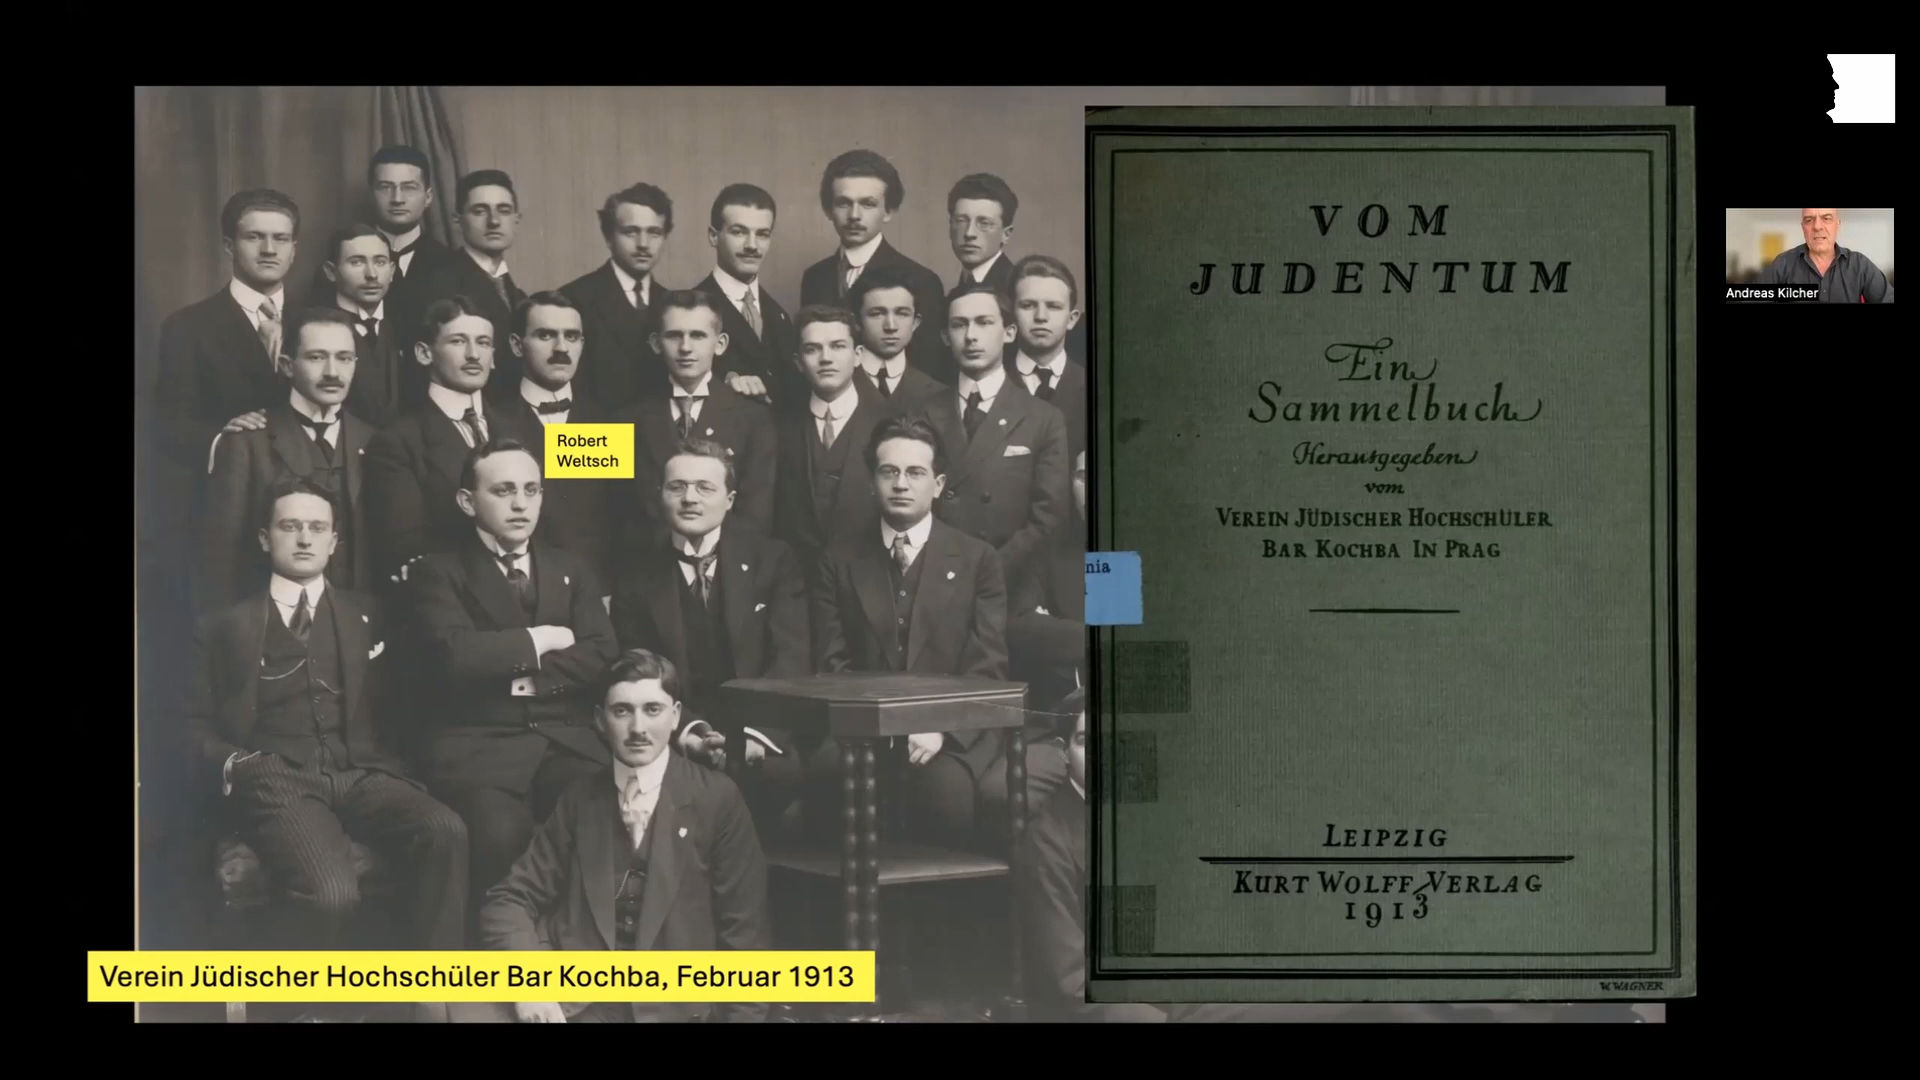 Robert
Weltsch
Verein Jüdischer Hochschüler Bar Kochba, Februar 1913
VOM
JUDENTUM
Ein
Sammelbuch
Herausgegeben
vom
VEREIN JÜDISCHER HOCHSCHÜLER
BAR KOCHBA IN PRAG
nia
LEIPZIG
KURT WOLFF VERLAG
1913
W. WAGNER
Andreas Kilcher